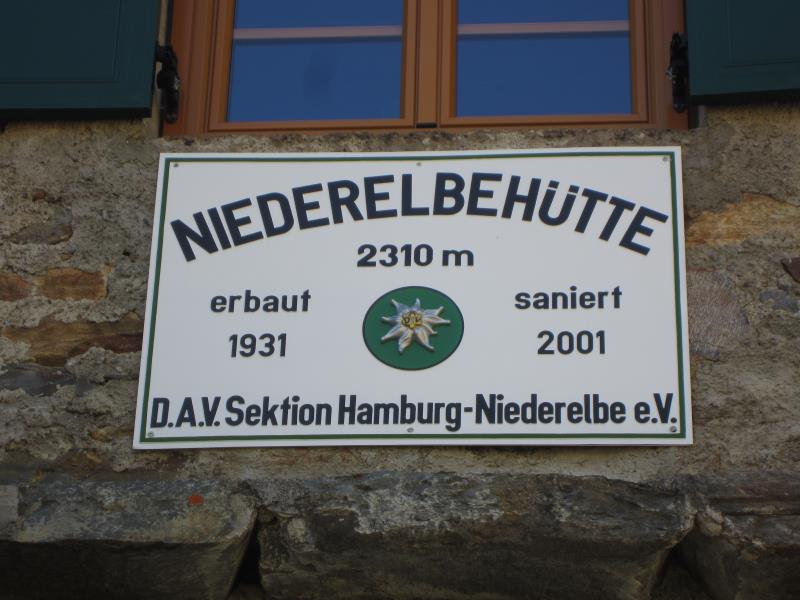 NIEDERELBEHÜTTE
2310 m
erbaut saniert
1931 2001
D.A.V. Sektion Hamburg-Niederelbe e.V.